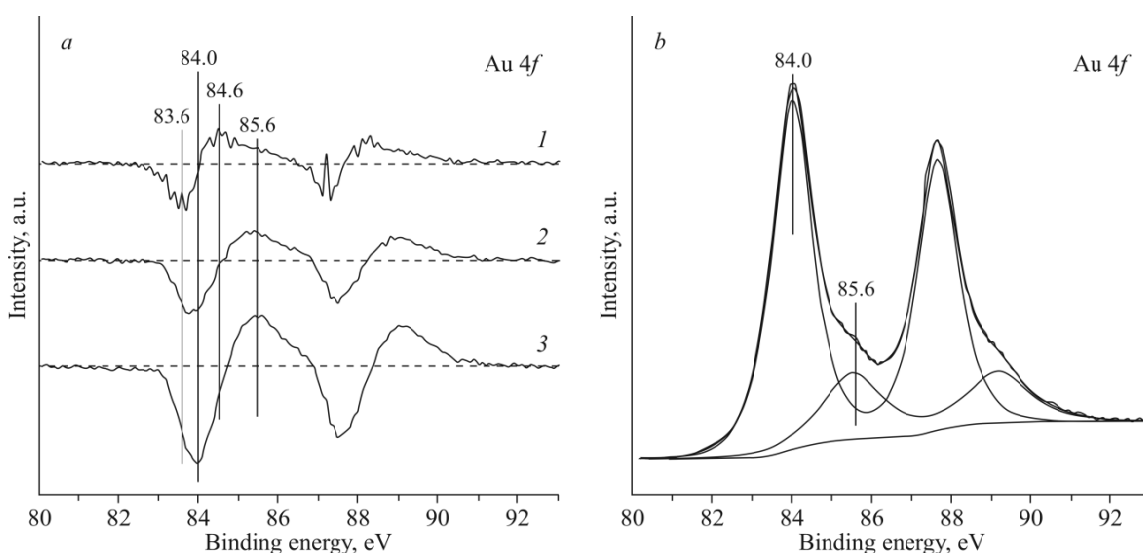 a
84.0
Au 4f
83.6
84.6
85.6
1
2
3
Intensity, a.u.
80 82 84 86 88 90 92
Binding energy, eV
b
84.0
Au 4f
85.6
Intensity, a.u.
80 82 84 86 88 90 92
Binding energy, eV